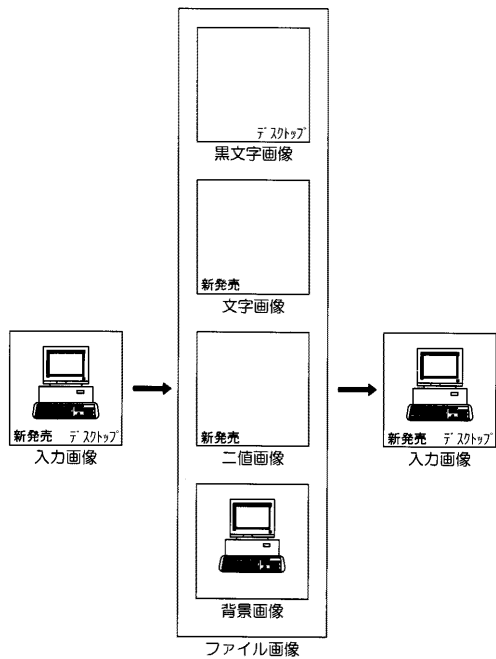 デスクトップ
黒文字画像
新発売
文字画像
新発売 デスクトップ
入力画像
新発売
二値画像
新発売 デスクトップ
入力画像
背景画像
ファイル画像